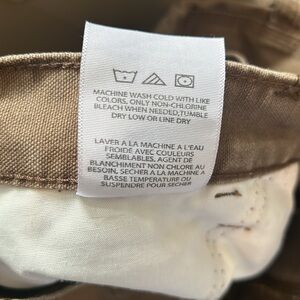 MACHINE WASH COLD WITH LIKE
COLORS, ONLY NON-CHLORINE
BLEACH WHEN NEEDED,TUMBLE
DRY LOW OR LINE DRY
LAVER A LA MACHINE A L'EAU
FROIDE AVEC COULEURS
SEMBLABLES. AGENT DE
BLANCHIMENT NON CHLORE AU
BESOIN, SECHER A LA MACHINE A
BASSE TEMPERATURE OU
SUSPENDRE POUR SECHER